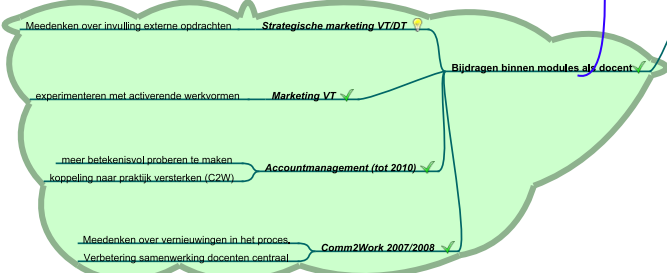 Meedenken over invulling externe opdrachten
Strategische marketing VT/DT
Bijdragen binnen modules als docent
experimenteren met activerende werkvormen
Marketing VT
meer betekenisvol proberen te maken
koppeling naar praktijk versterken (C2W)
Accountmanagement (tot 2010)
Meedenken over vernieuwingen in het proces,
Verbetering samenwerking docenten centraal
Comm2Work 2007/2008